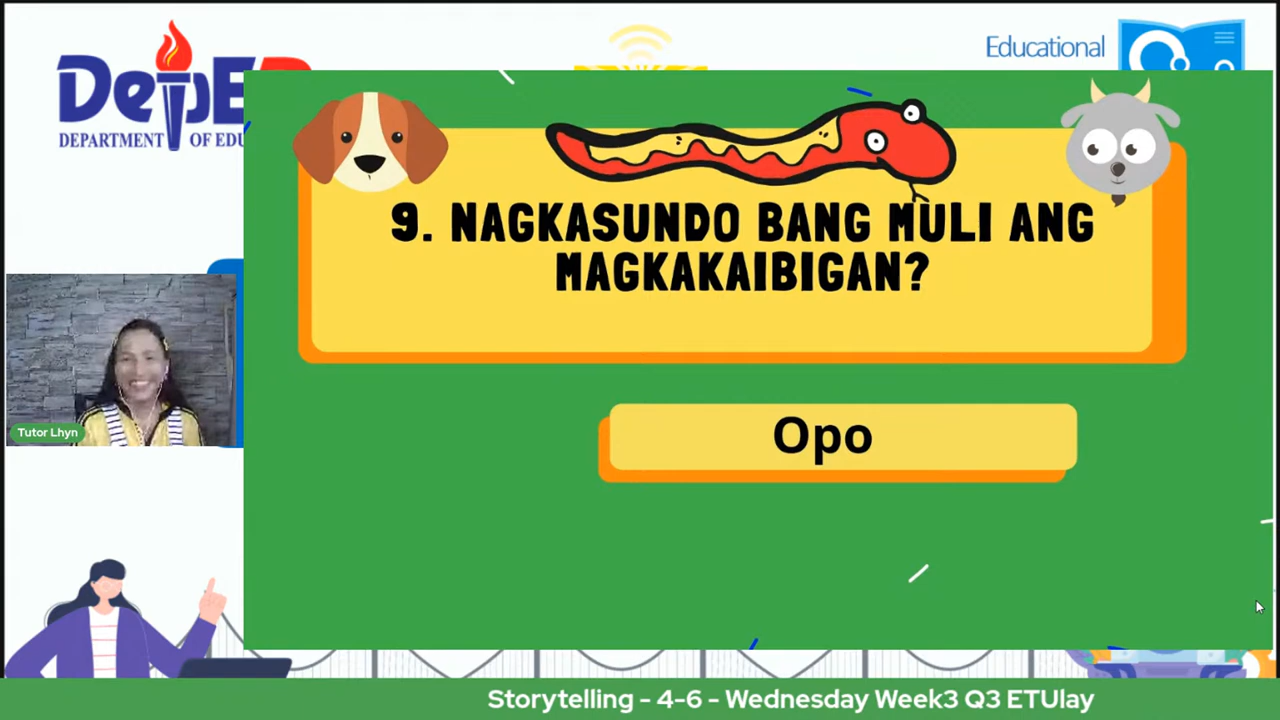 DepE
DEPARTMENT OF EDU
Educational
9. NAGKASUNDO BANG MULI ANG
MAGKAKAIBIGAN?
Opo
Tutor Lhyn
Storytelling - 4-6 - Wednesday Week3 Q3 ETUlay